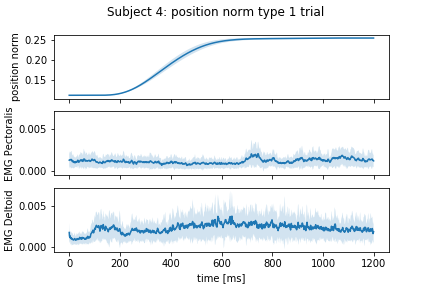 Subject 4: position norm type 1 trial
position norm
0.25
0.20
0.15
EMG Pectoralis
0.005
0.000
EMG Deltoid
0.005
0.000
0 200 400 600 800 1000 1200
time [ms]